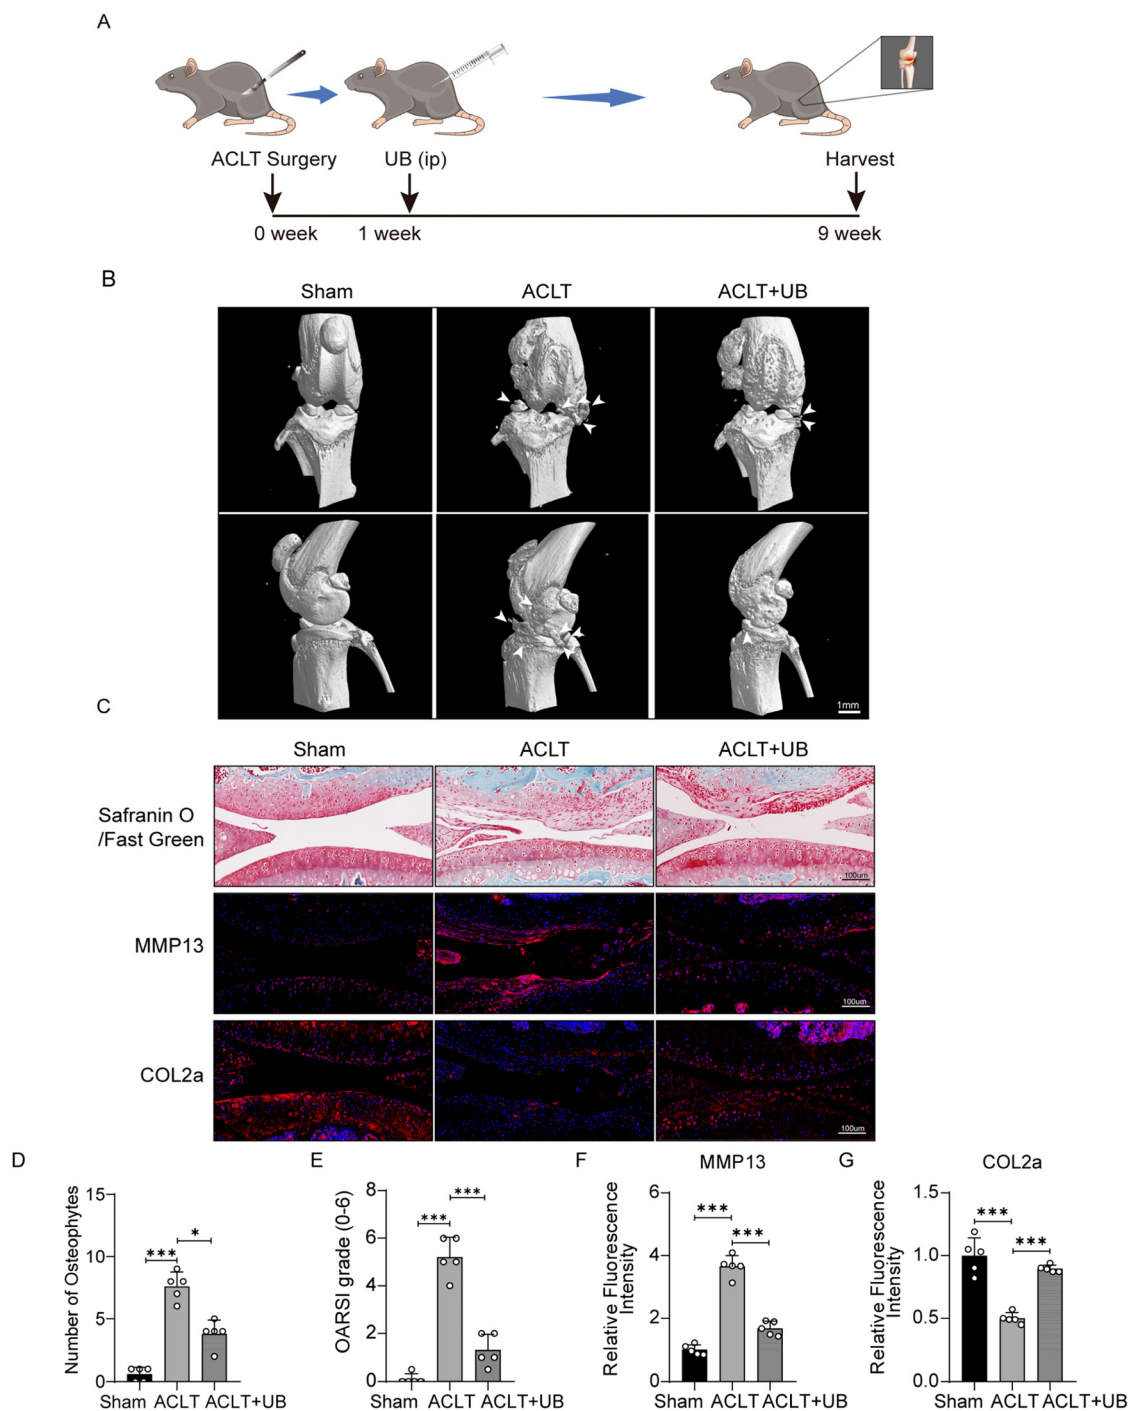 A
ACLT Surgery
UB (ip)
Harvest
0 week
1 week
9 week
B
Sham
ACLT
ACLT+UB
1mm
C
Sham
ACLT
ACLT+UB
Safranin O
/Fast Green
100um
MMP13
100um
COL2a
100um
D
Number of Osteophytes
15
10
5
0
***
*
Sham
ACLT
ACLT+UB
E
OARSI grade (0-6)
8
6
4
2
0
***
***
Sham
ACLT
ACLT+UB
F
MMP13
Relative Fluorescence
Intensity
6
4
2
0
***
***
Sham
ACLT
ACLT+UB
G
COL2a
Relative Fluorescence
Intensity
1.5
1.0
0.5
0.0
***
***
Sham
ACLT
ACLT+UB